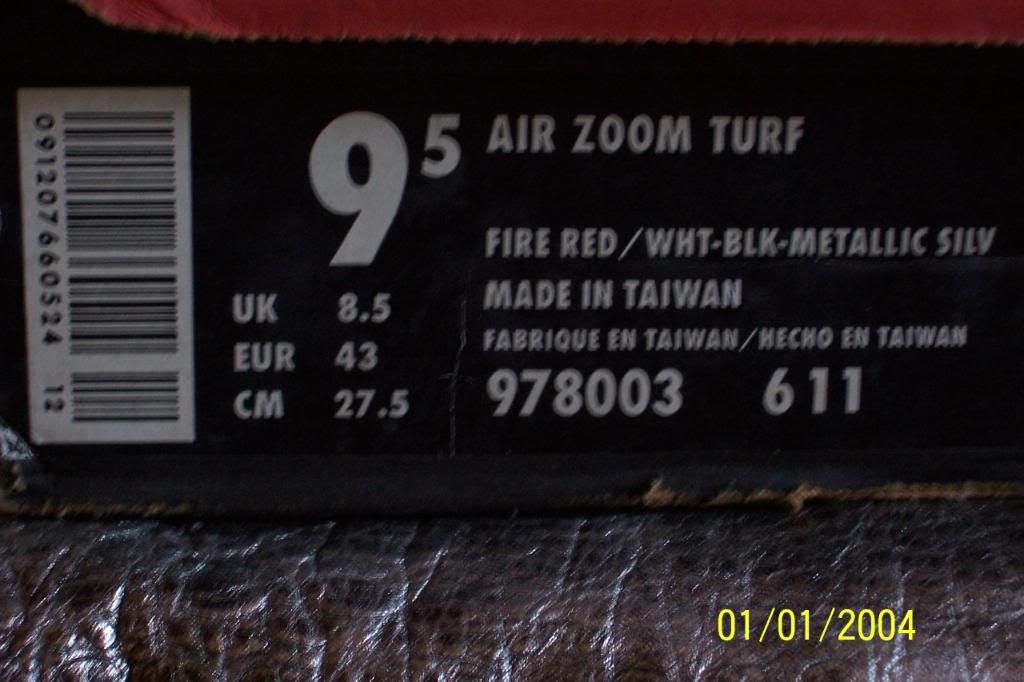 091207660524 12
9.5 AIR ZOOM TURF
FIRE RED/WHT-BLK-METALLIC SILV
MADE IN TAIWAN
FABRIQUE EN TAIWAN/HECHO EN TAIWAN
978003 611
UK 8.5
EUR 43
CM 27.5
01/01/2004